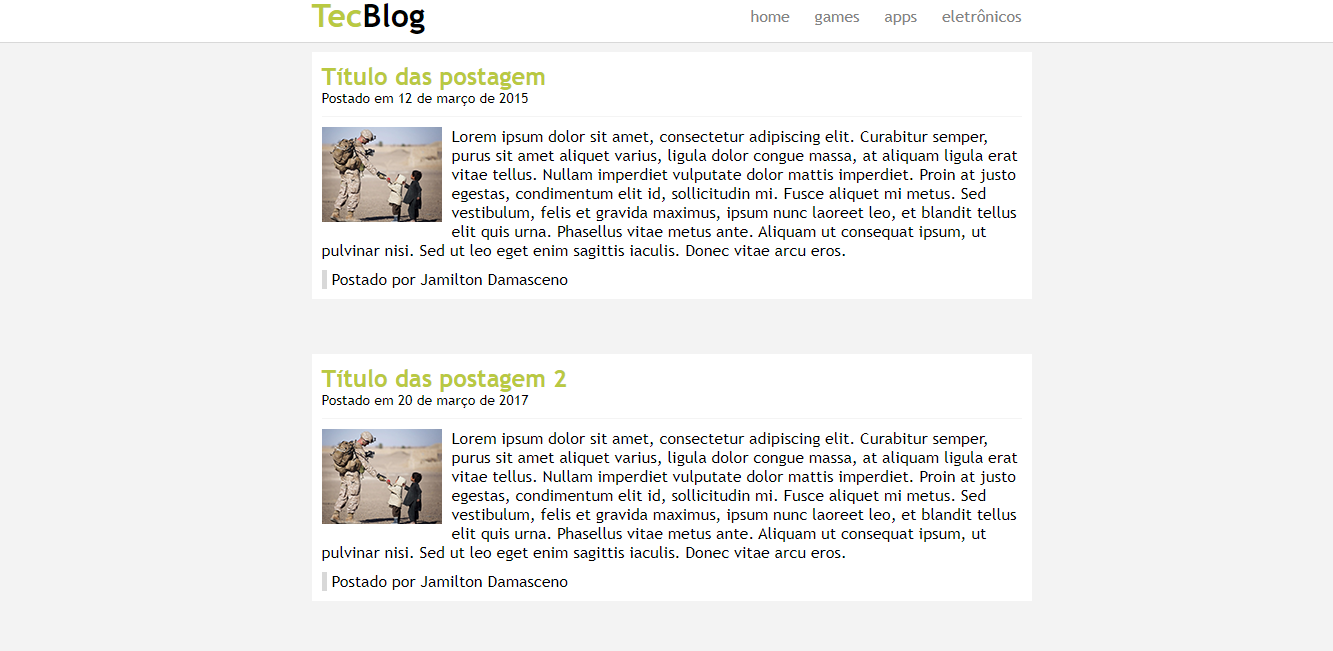 TecBlog
home games apps eletrônicos
Título das postagem
Postado em 12 de março de 2015
Lorem ipsum dolor sit amet, consectetur adipiscing elit. Curabitur semper,
purus sit amet aliquet varius, ligula dolor congue massa, at aliquam ligula erat
vitae tellus. Nullam imperdiet vulputate dolor mattis imperdiet. Proin at justo
egestas, condimentum elit id, sollicitudin mi. Fusce aliquet mi metus. Sed
vestibulum, felis et gravida maximus, ipsum nunc laoreet leo, et blandit tellus
elit quis urna. Phasellus vitae metus ante. Aliquam ut consequat ipsum, ut
pulvinar nisi. Sed ut leo eget enim sagittis iaculis. Donec vitae arcu eros.
Postado por Jamilton Damasceno
Título das postagem 2
Postado em 20 de março de 2017
Lorem ipsum dolor sit amet, consectetur adipiscing elit. Curabitur semper,
purus sit amet aliquet varius, ligula dolor congue massa, at aliquam ligula erat
vitae tellus. Nullam imperdiet vulputate dolor mattis imperdiet. Proin at justo
egestas, condimentum elit id, sollicitudin mi. Fusce aliquet mi metus. Sed
vestibulum, felis et gravida maximus, ipsum nunc laoreet leo, et blandit tellus
elit quis urna. Phasellus vitae metus ante. Aliquam ut consequat ipsum, ut
pulvinar nisi. Sed ut leo eget enim sagittis iaculis. Donec vitae arcu eros.
Postado por Jamilton Damasceno